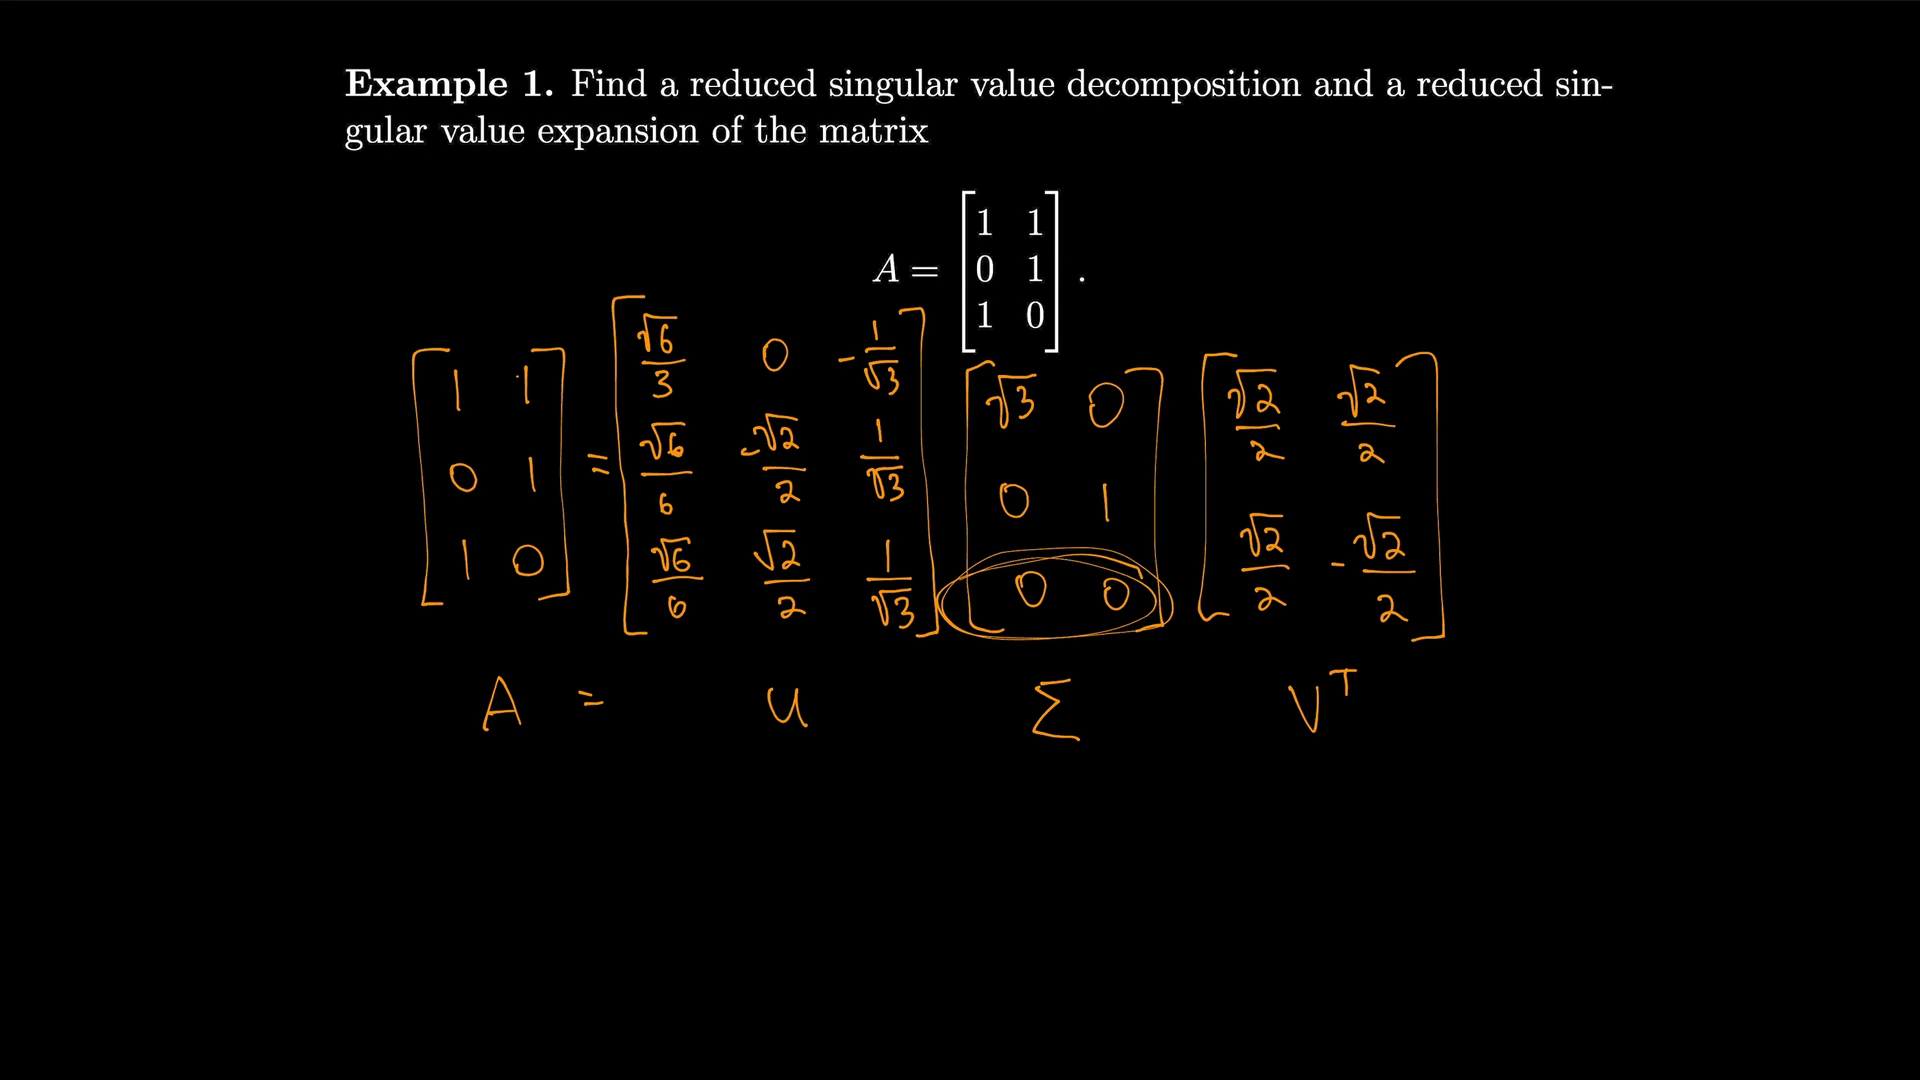 Example 1. Find a reduced singular value decomposition and a reduced sin-
gular value expansion of the matrix
A = [1 1; 0 1; 1 0].
[1 1; 0 1; 1 0] = [√6/3 0 -1/√3; √6/6 -√2/2 1/√3; √6/6 √2/2 1/√3] [√3 0; 0 1; 0 0] [√2/2 √2/2; √2/2 -√2/2]
A = U Σ V^T